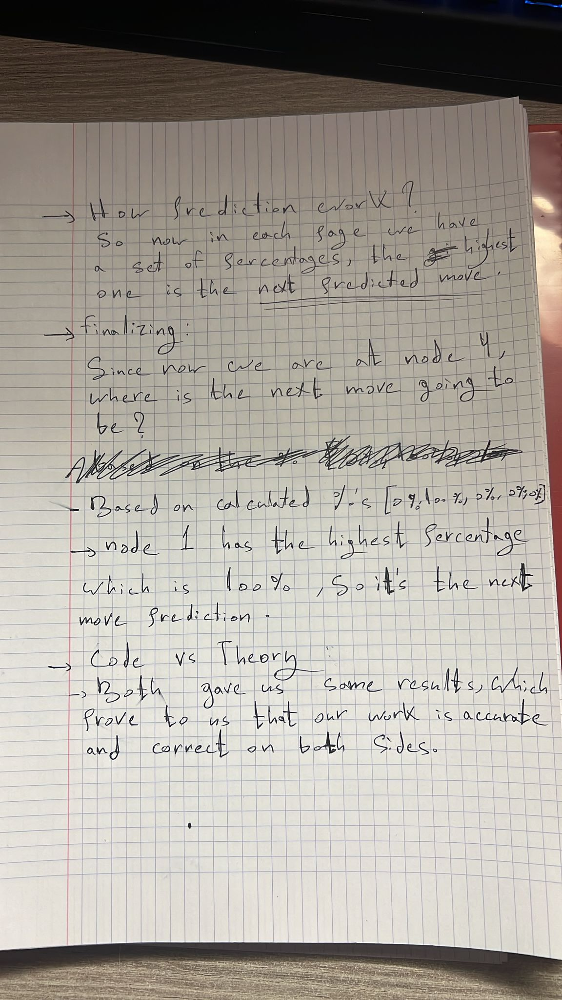 → How prediction work?
So now in each page we have
a set of percentages, the highest
one is the next predicted move.
→ finalizing:
Since now we are at node 4,
where is the next move going to
be?
- Based on calculated %'s [0%, 100%, 0%, 0%, 0%]
→ node 1 has the highest percentage
which is 100%, so it's the next
move prediction.
→ Code vs Theory:
→ Both gave us same results, which
prove to us that our work is accurate
and correct on both sides.